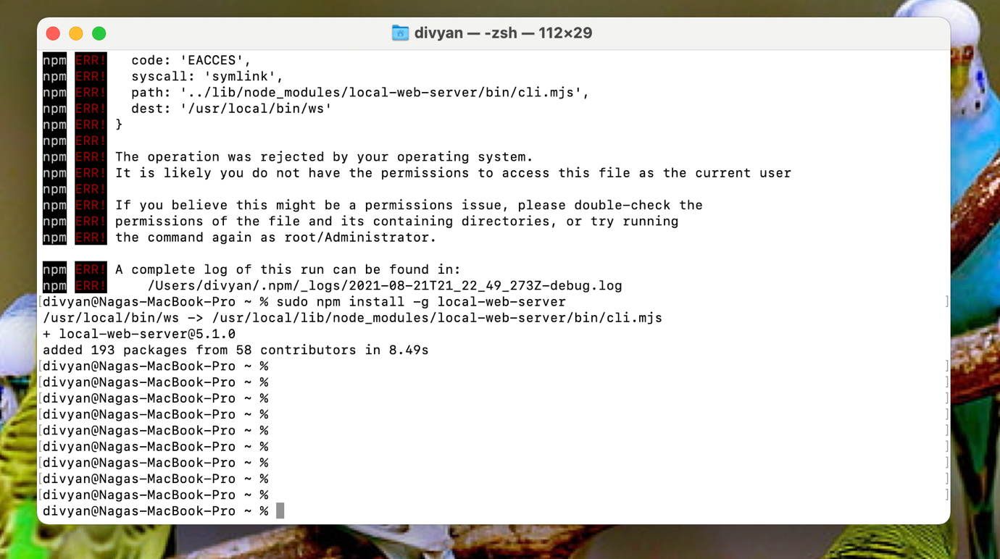 divyan — -zsh — 112×29
npm ERR!   code: 'EACCES',
npm ERR!   syscall: 'symlink',
npm ERR!   path: '../lib/node_modules/local-web-server/bin/cli.mjs',
npm ERR!   dest: '/usr/local/bin/ws'
npm ERR! }
npm ERR!
npm ERR! The operation was rejected by your operating system.
npm ERR! It is likely you do not have the permissions to access this file as the current user
npm ERR!
npm ERR! If you believe this might be a permissions issue, please double-check the
npm ERR! permissions of the file and its containing directories, or try running
npm ERR! the command again as root/Administrator.
npm ERR! A complete log of this run can be found in:
npm ERR!     /Users/divyan/.npm/_logs/2021-08-21T21_22_49_273Z-debug.log
[divyan@Nagas-MacBook-Pro ~ % sudo npm install -g local-web-server ]
/usr/local/bin/ws -> /usr/local/lib/node_modules/local-web-server/bin/cli.mjs
+ local-web-server@5.1.0
added 193 packages from 58 contributors in 8.49s
[divyan@Nagas-MacBook-Pro ~ % ]
[divyan@Nagas-MacBook-Pro ~ % ]
[divyan@Nagas-MacBook-Pro ~ % ]
[divyan@Nagas-MacBook-Pro ~ % ]
[divyan@Nagas-MacBook-Pro ~ % ]
[divyan@Nagas-MacBook-Pro ~ % ]
[divyan@Nagas-MacBook-Pro ~ % ]
[divyan@Nagas-MacBook-Pro ~ % ]
[divyan@Nagas-MacBook-Pro ~ % ]
divyan@Nagas-MacBook-Pro ~ %